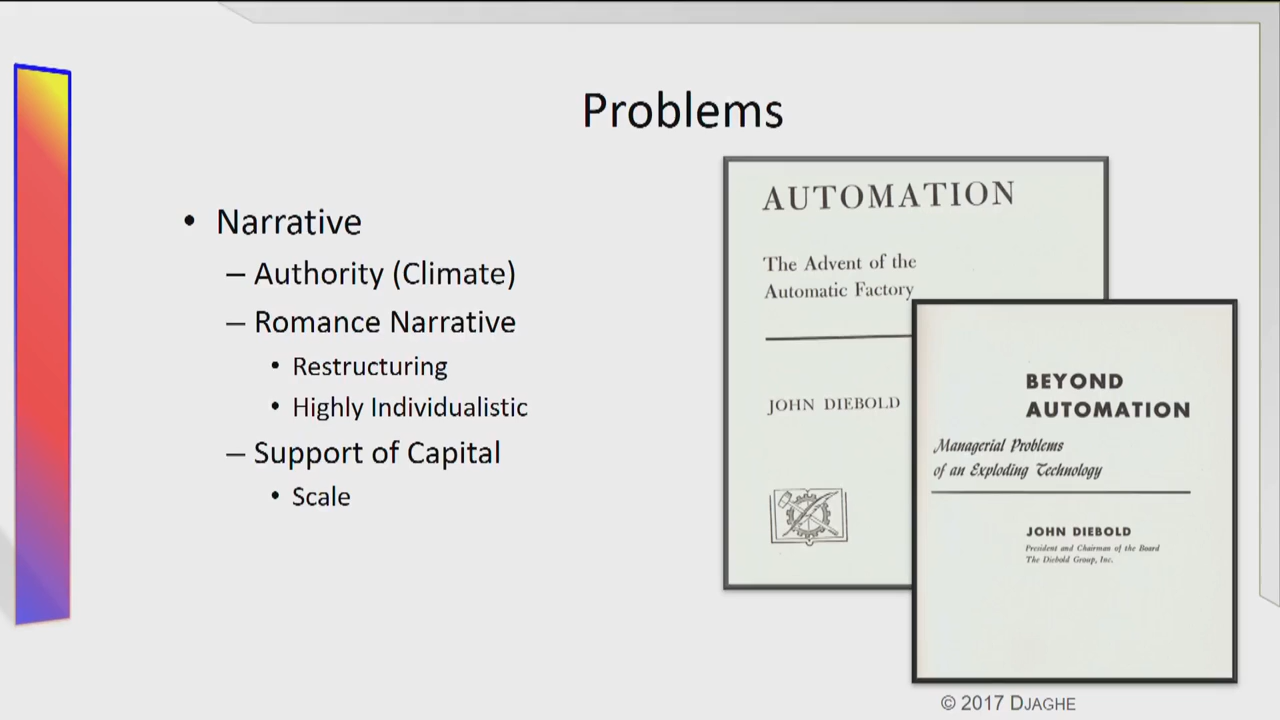 Problems
• Narrative
– Authority (Climate)
– Romance Narrative
• Restructuring
• Highly Individualistic
– Support of Capital
• Scale
AUTOMATION
The Advent of the
Automatic Factory
JOHN DIEBOLD
BEYOND
AUTOMATION
Managerial Problems
of an Exploding Technology
JOHN DIEBOLD
President and Chairman of the Board
The Diebold Group, Inc.
© 2017 DJAGHE